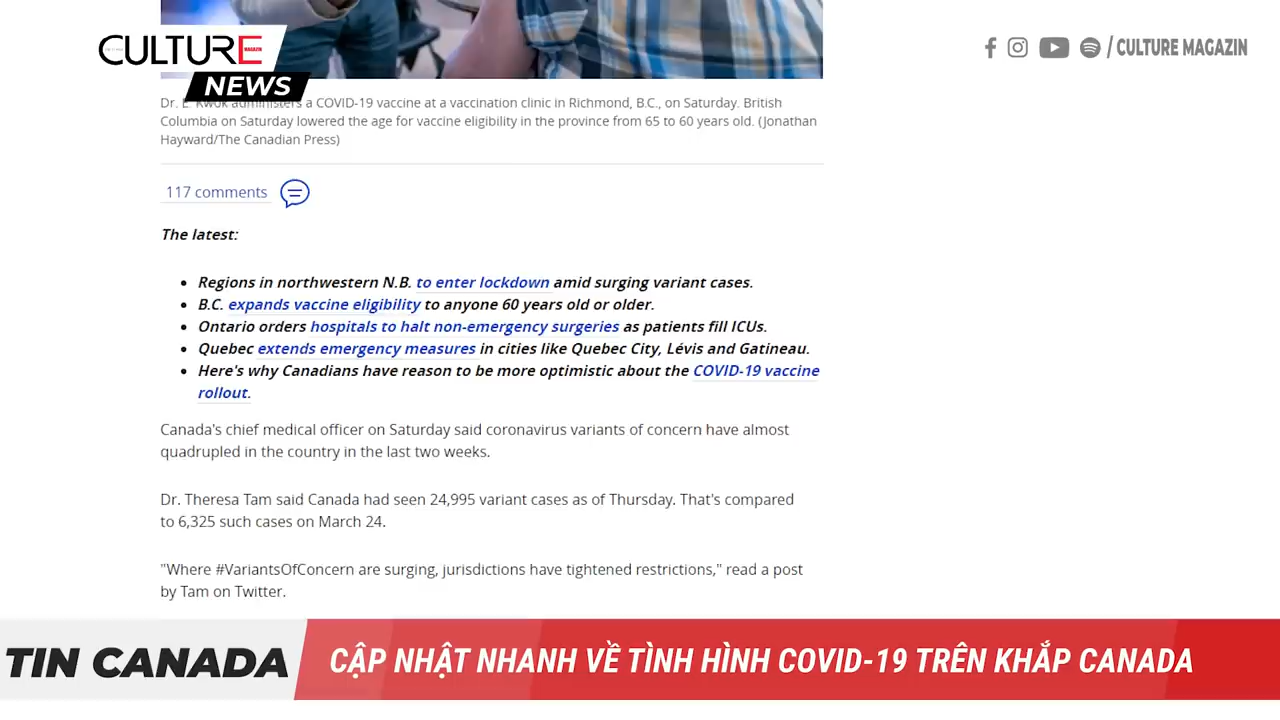 CULTURE
MAGAZIN
NEWS
/ CULTURE MAGAZIN
Dr. E. Kwok administers a COVID-19 vaccine at a vaccination clinic in Richmond, B.C., on Saturday. British
Columbia on Saturday lowered the age for vaccine eligibility in the province from 65 to 60 years old. (Jonathan
Hayward/The Canadian Press)
117 comments
The latest:
• Regions in northwestern N.B. to enter lockdown amid surging variant cases.
• B.C. expands vaccine eligibility to anyone 60 years old or older.
• Ontario orders hospitals to halt non-emergency surgeries as patients fill ICUs.
• Quebec extends emergency measures in cities like Quebec City, Lévis and Gatineau.
• Here's why Canadians have reason to be more optimistic about the COVID-19 vaccine
rollout.
Canada's chief medical officer on Saturday said coronavirus variants of concern have almost
quadrupled in the country in the last two weeks.
Dr. Theresa Tam said Canada had seen 24,995 variant cases as of Thursday. That's compared
to 6,325 such cases on March 24.
"Where #VariantsOfConcern are surging, jurisdictions have tightened restrictions," read a post
by Tam on Twitter.
TIN CANADA
CẬP NHẬT NHANH VỀ TÌNH HÌNH COVID-19 TRÊN KHẮP CANADA